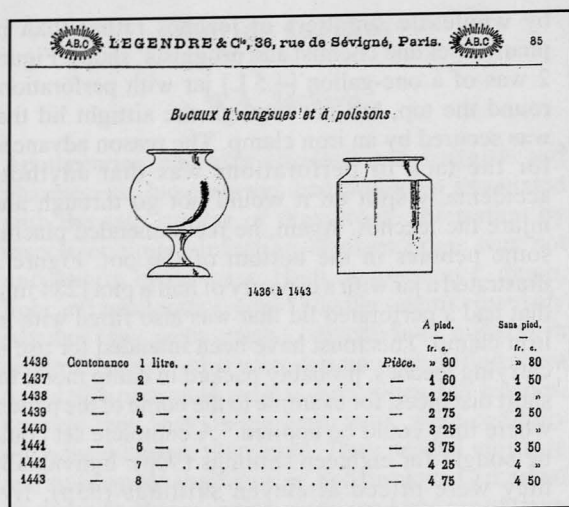 A.B.C LEGENDRE & Cie, 36, rue de Sévigné, Paris. A.B.C 85
Bocaux à sangsues et à poissons.
1436 à 1443
A pied. Sans pied.
fr. c. fr. c.
1436 Contenance 1 litre. Pièce. » 90 » 80
1437 — 2 — — 1 60 1 50
1438 — 3 — — 1 25 2 »
1439 — 4 — — 2 75 2 50
1440 — 5 — — 3 25 3 »
1441 — 6 — — 3 75 3 50
1442 — 7 — — 4 25 4 »
1443 — 8 — — 4 75 4 50